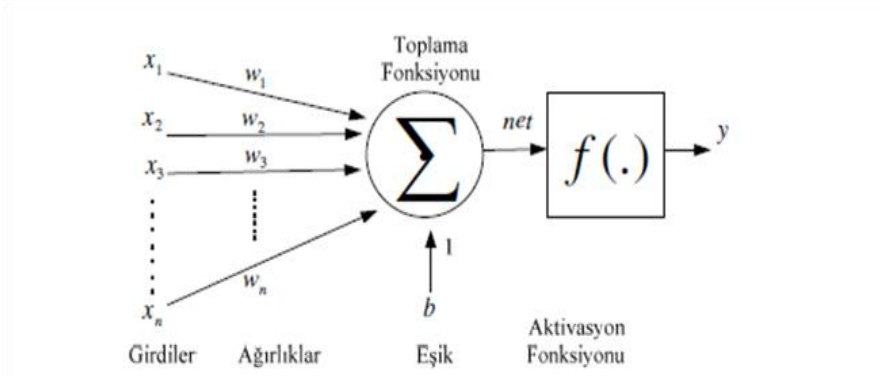 Toplama
Fonksiyonu
x₁
w₁
x₂
w₂
x₃
w₃
xₙ
wₙ
Σ
net
f(.)
y
1
b
Girdiler
Ağırlıklar
Eşik
Aktivasyon
Fonksiyonu